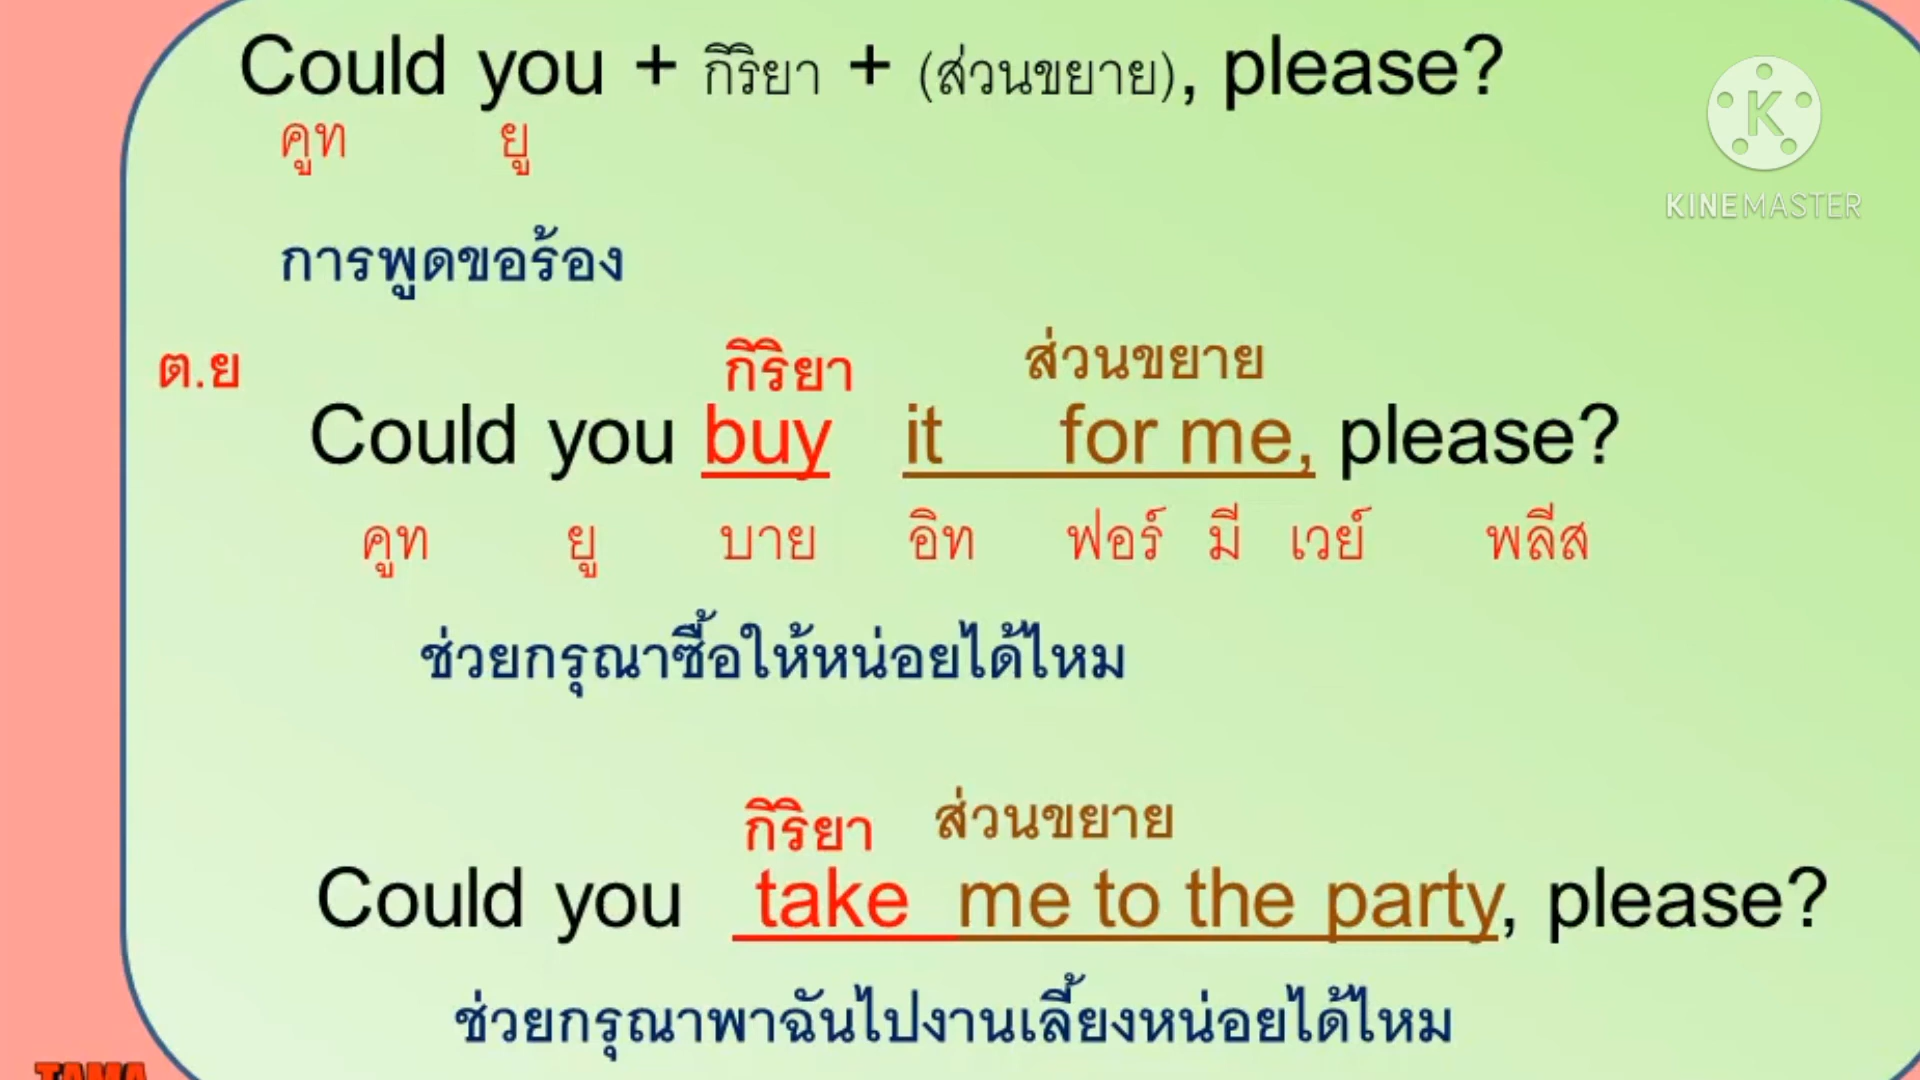 Could you + กิริยา + (ส่วนขยาย), please?
คูท ยู
KINEMASTER
การพูดขอร้อง
ต.ย
กิริยา ส่วนขยาย
Could you buy it for me, please?
คูท ยู บาย อิท ฟอร์ มี เวย์ พลีส
ช่วยกรุณาซื้อให้หน่อยได้ไหม
กิริยา ส่วนขยาย
Could you take me to the party, please?
ช่วยกรุณาพาฉันไปงานเลี้ยงหน่อยได้ไหม
TAMA